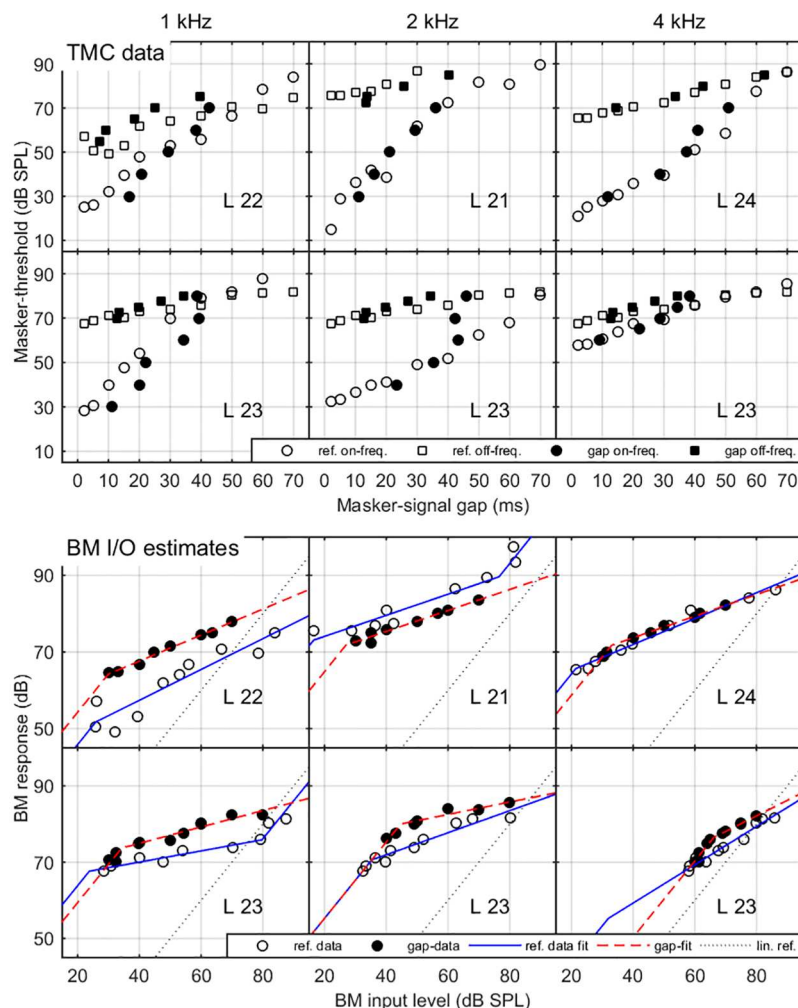 1 kHz 2 kHz 4 kHz
TMC data
90
70
50
30
10
L 22 L 21 L 24
Masker-threshold (dB SPL)
90
70
50
30
10
L 23 L 23 L 23
ref. on-freq. ref. off-freq. gap on-freq. gap off-freq.
0 10 20 30 40 50 60 70 0 10 20 30 40 50 60 70 0 10 20 30 40 50 60 70
Masker-signal gap (ms)
BM I/O estimates
90
70
50
L 22 L 21 L 24
BM response (dB)
90
70
50
L 23 L 23 L 23
ref. data gap-data ref. data fit gap-fit lin. ref.
20 40 60 80 20 40 60 80 20 40 60 80
BM input level (dB SPL)